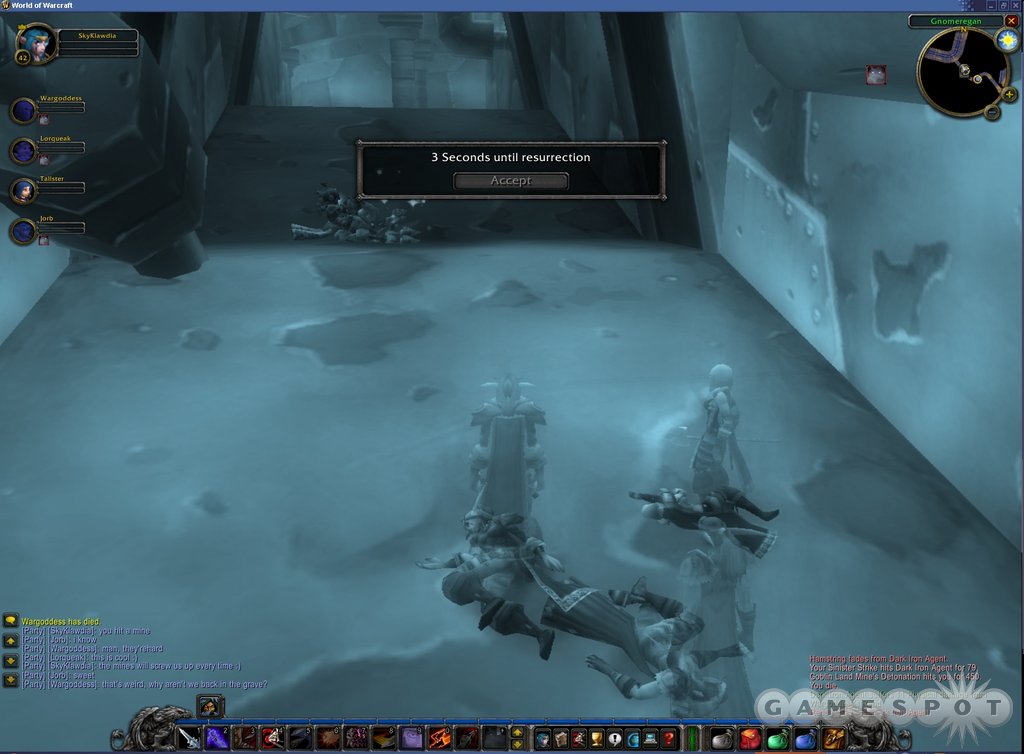 World of Warcraft
SkyKlawdia
42
Gnomeregan
N
Wargoddess
Lorqueak
Talister
Jorb
3 Seconds until resurrection
Accept
Wargoddess has died.
[Party] [SkyKlawdia]: you hit a mine
[Party] [Jorb]: i know
[Party] [Wargoddess]: man, they'rehard
[Party] [Lorqueak]: this is cool :)
[Party] [SkyKlawdia]: the mines will screw us up every time :)
[Party] [Jorb]: sweet
[Party] [Wargoddess]: that's weird, why aren't we back in the grave?
Hamstring fades from Dark Iron Agent.
Your Sinister Strike hits Dark Iron Agent for 79.
Goblin Land Mine's Detonation hits you for 450.
You die.
GAMESPOT